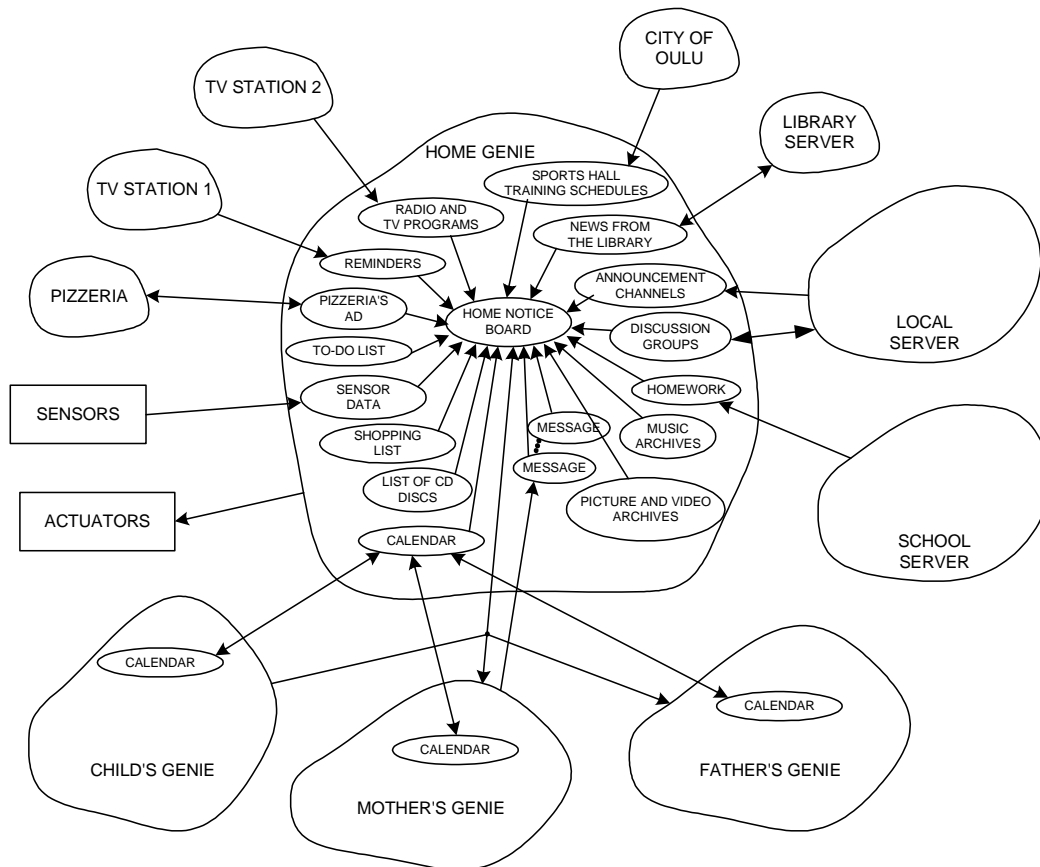 CITY OF
OULU
TV STATION 2
LIBRARY
SERVER
HOME GENIE
SPORTS HALL
TRAINING SCHEDULES
TV STATION 1
RADIO AND
TV PROGRAMS
NEWS FROM
THE LIBRARY
REMINDERS
ANNOUNCEMENT
CHANNELS
PIZZERIA
PIZZERIA'S
AD
HOME NOTICE
BOARD
LOCAL
SERVER
DISCUSSION
GROUPS
TO-DO LIST
SENSORS
SENSOR
DATA
HOMEWORK
SHOPPING
LIST
MESSAGE
MUSIC
ARCHIVES
MESSAGE
LIST OF CD
DISCS
PICTURE AND VIDEO
ARCHIVES
ACTUATORS
CALENDAR
SCHOOL
SERVER
CALENDAR
CALENDAR
CALENDAR
CHILD'S GENIE
FATHER'S GENIE
MOTHER'S GENIE